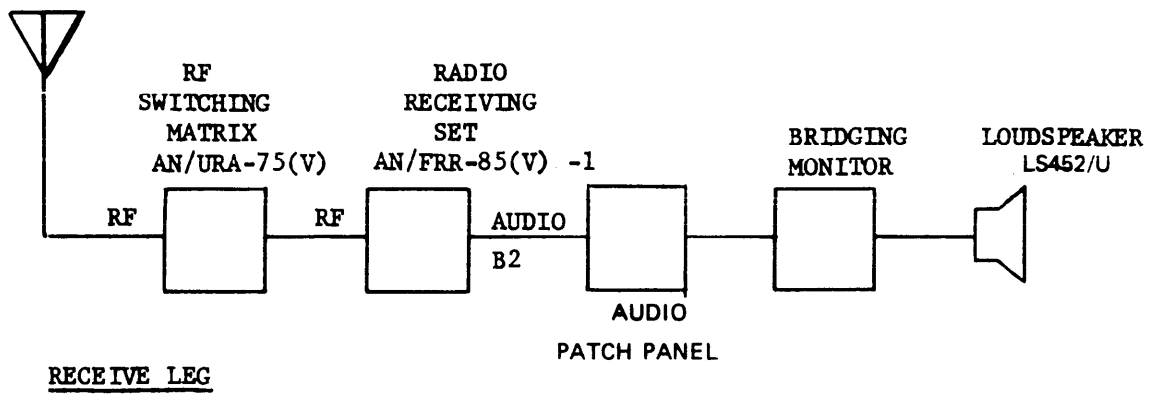 RF
SWITCHING
MATRIX
AN/URA-75(V)
RADIO
RECEIVING
SET
AN/FRR-85(V) -1
BRIDGING
MONITOR
LOUDSPEAKER
LS452/U
RF
RF
AUDIO
B2
AUDIO
PATCH PANEL
RECEIVE LEG